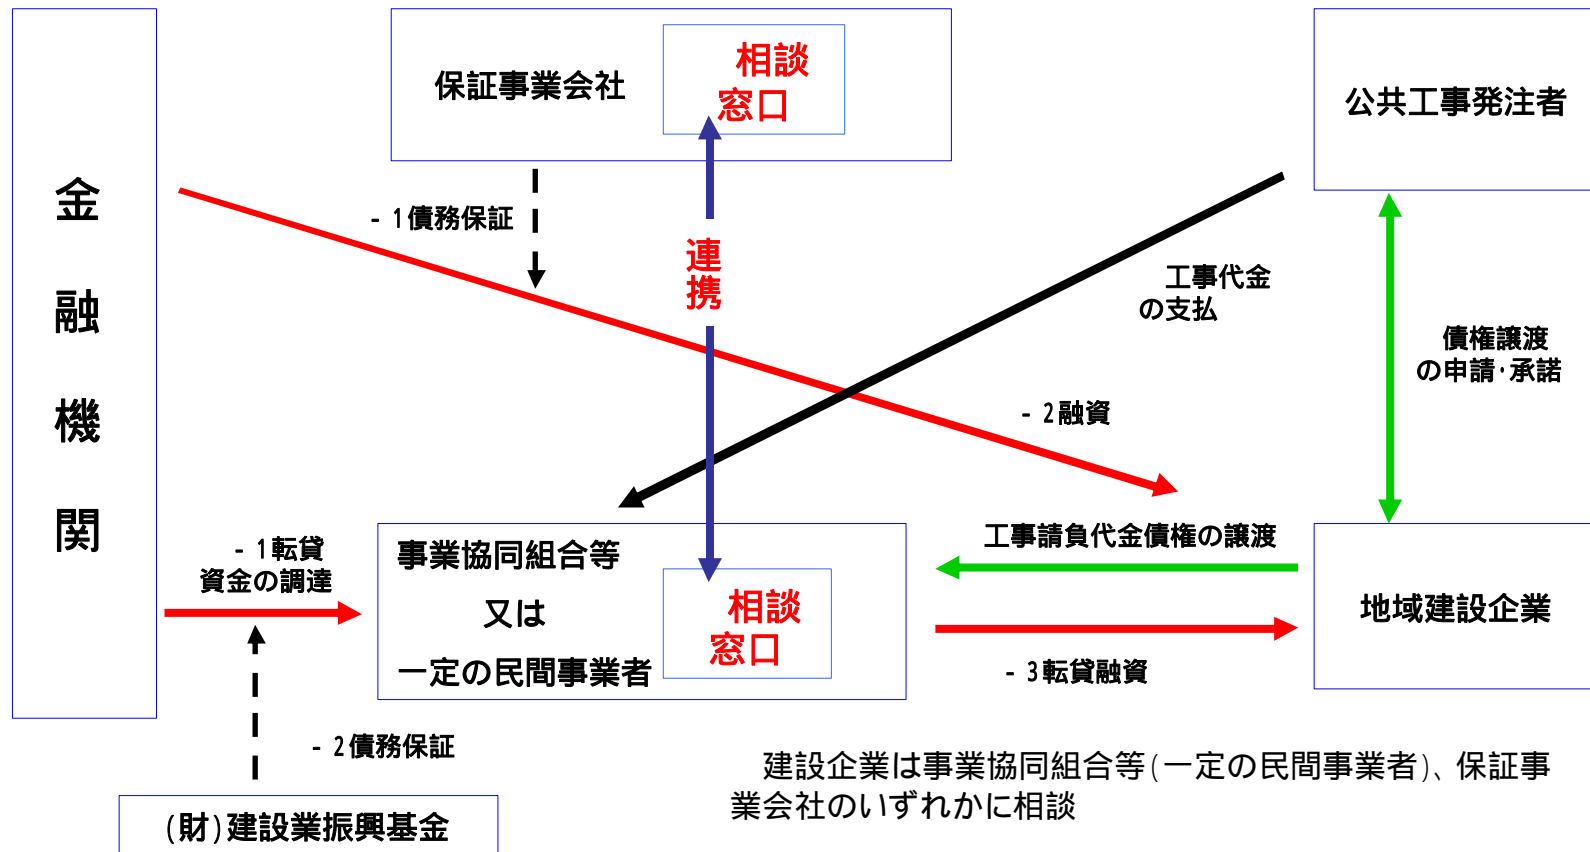 金融機関
保証事業会社
相談
窓口
公共工事発注者
- 1債務保証
連携
工事代金
の支払
債権譲渡
の申請・承諾
- 2融資
- 1転貸
資金の調達
事業協同組合等
又は
一定の民間事業者
相談
窓口
工事請負代金債権の譲渡
地域建設企業
- 3転貸融資
- 2債務保証
(財)建設業振興基金
建設企業は事業協同組合等(一定の民間事業者)、保証事
業会社のいずれかに相談